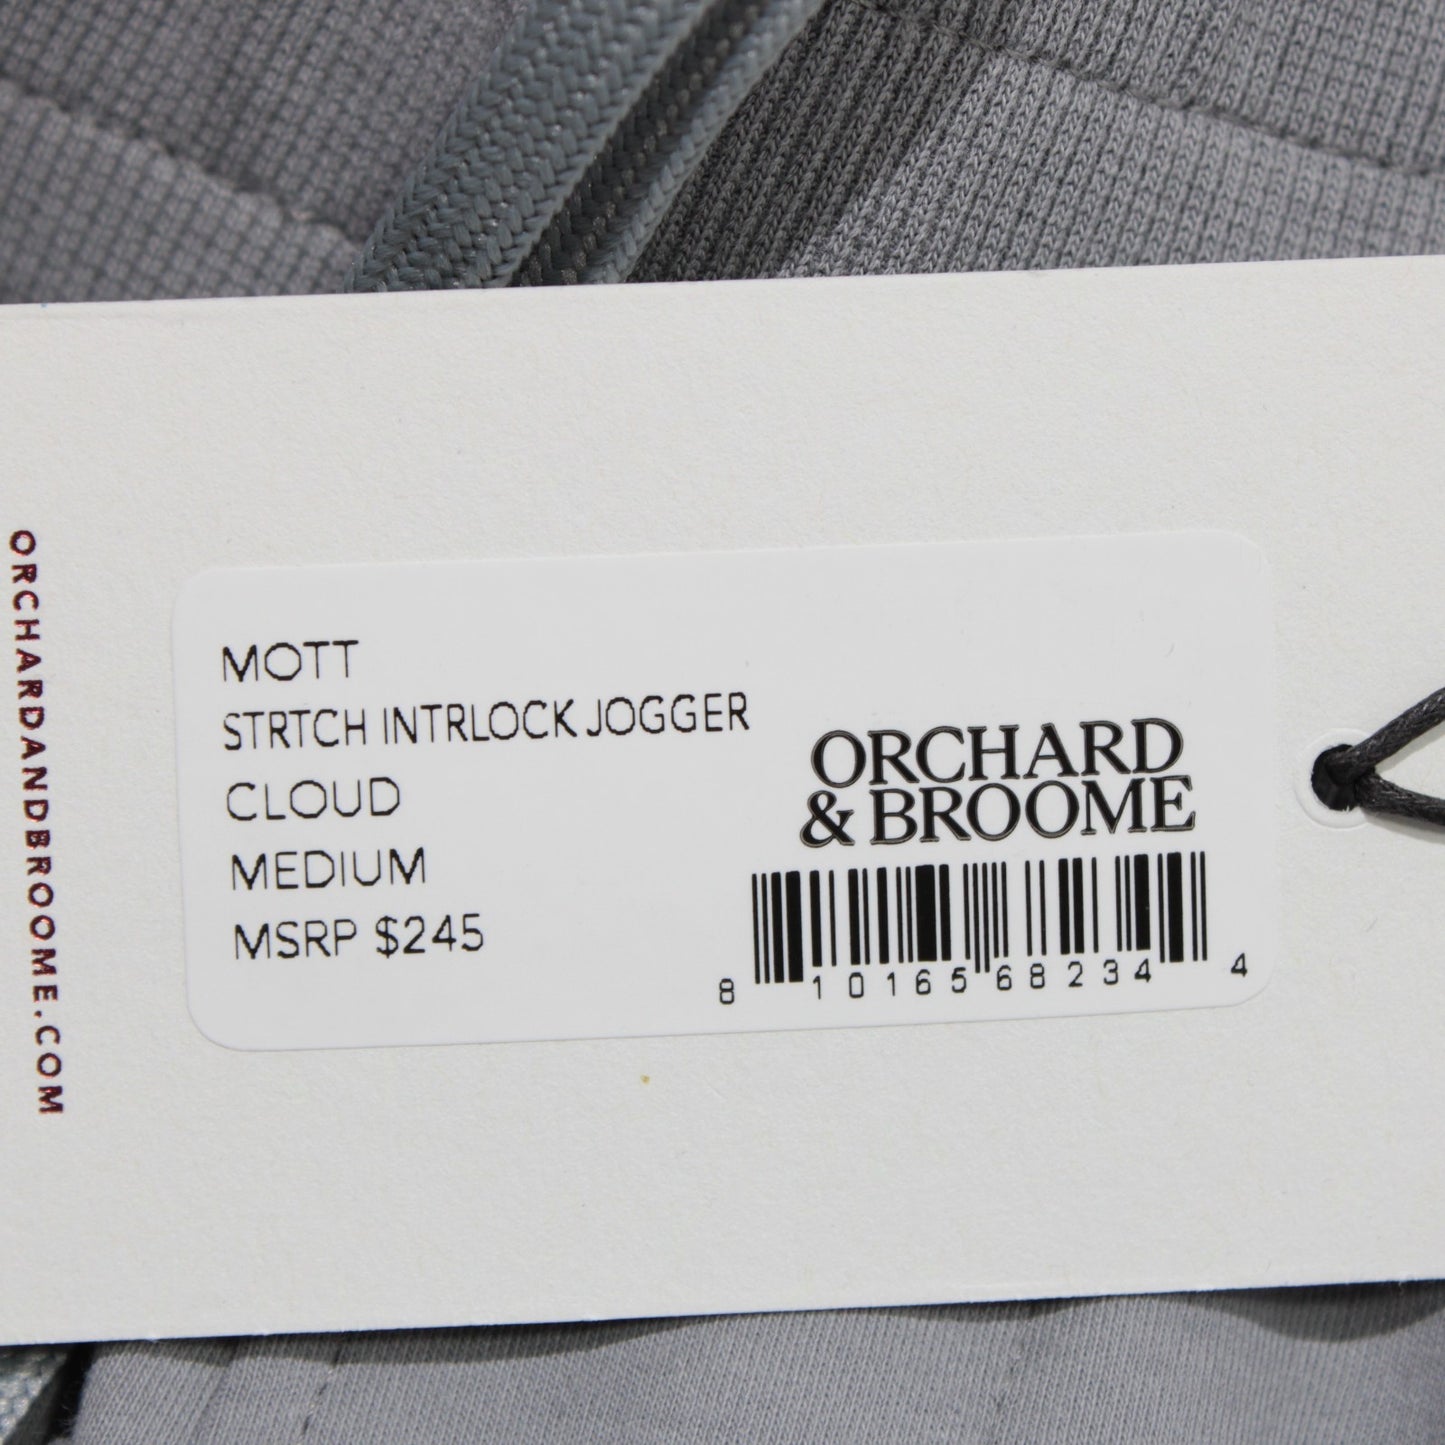 ORCHARDANDBROOME.COM
MOTT
STRTCH INTRLOCK JOGGER
CLOUD
MEDIUM
MSRP $245
ORCHARD
& BROOME
8 10165 68234 4